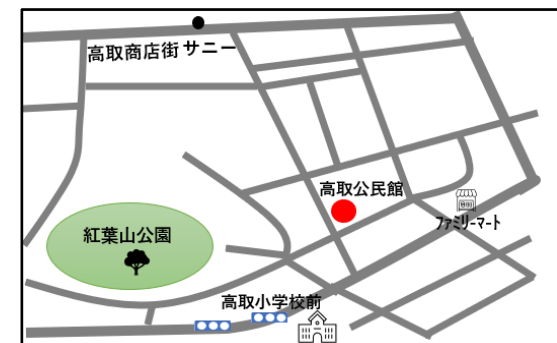 高取商店街 サニー
高取公民館
ファミリーマート
紅葉山公園
高取小学校前